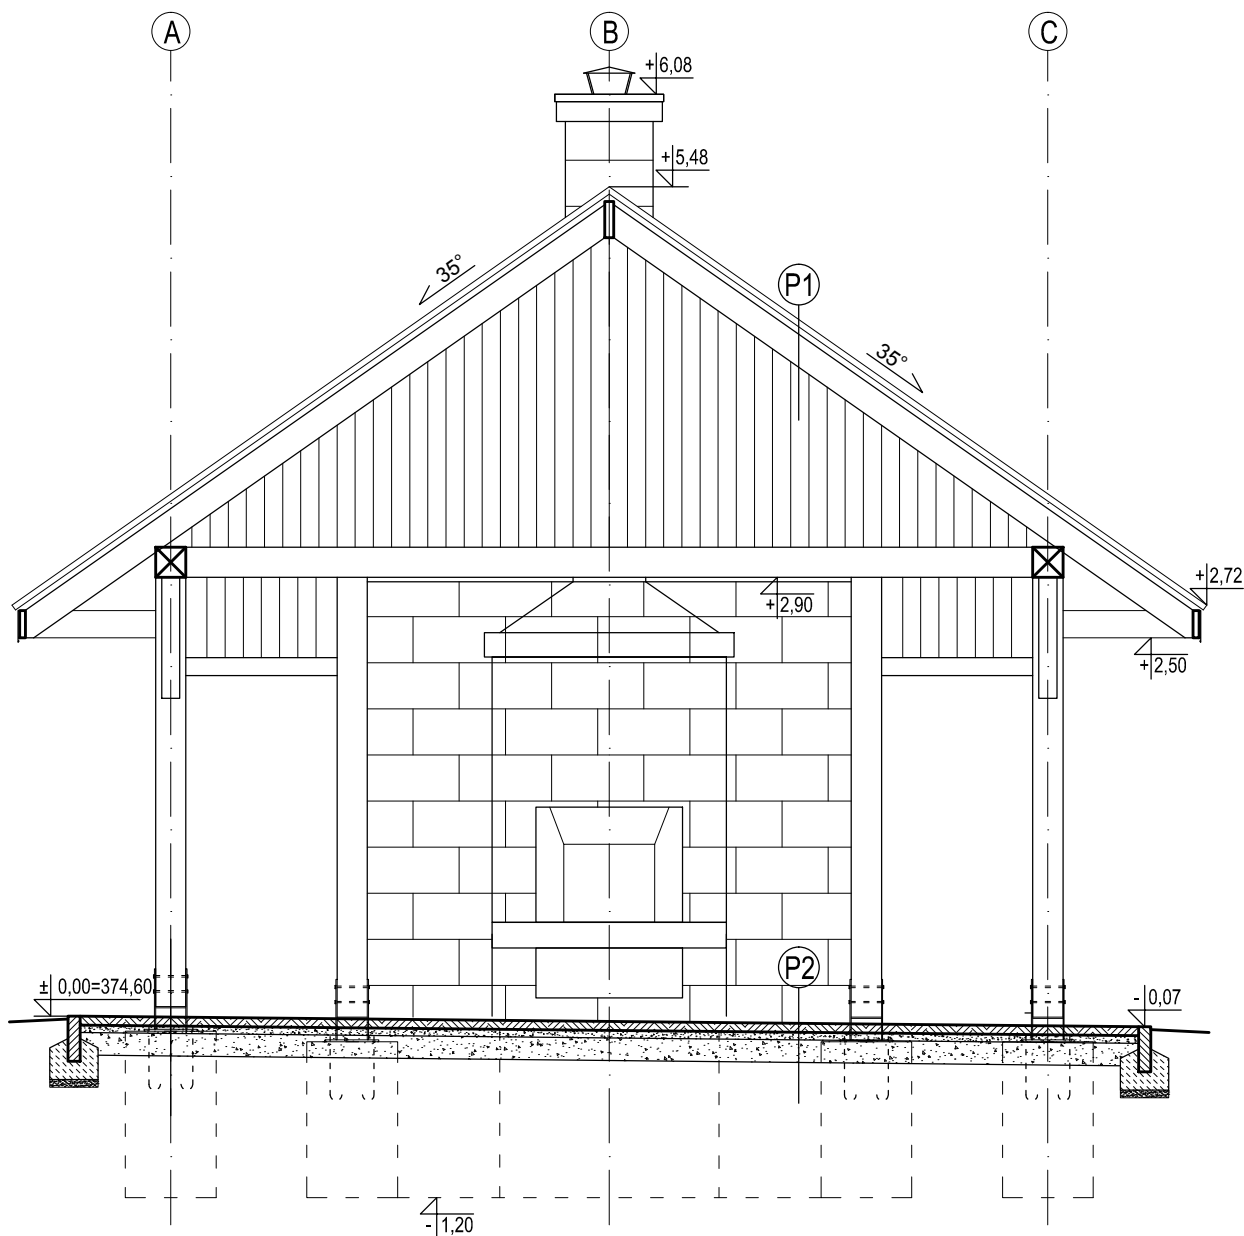 A
B
C
+6,08
+5,48
35°
P1
35°
+2,72
+2,90
+2,50
P2
± 0,00=374,60
- 0,07
- 1,20